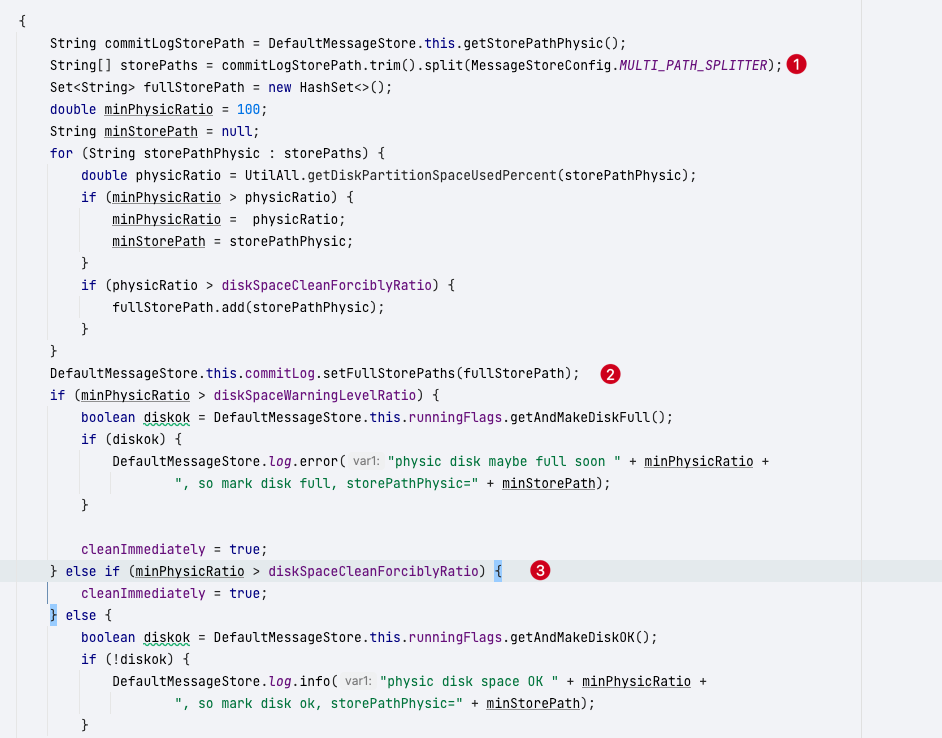 {
    String commitLogStorePath = DefaultMessageStore.this.getStorePathPhysic();
    String[] storePaths = commitLogStorePath.trim().split(MessageStoreConfig.MULTI_PATH_SPLITTER); 1
    Set<String> fullStorePath = new HashSet<>();
    double minPhysicRatio = 100;
    String minStorePath = null;
    for (String storePathPhysic : storePaths) {
        double physicRatio = UtilAll.getDiskPartitionSpaceUsedPercent(storePathPhysic);
        if (minPhysicRatio > physicRatio) {
            minPhysicRatio =  physicRatio;
            minStorePath = storePathPhysic;
        }
        if (physicRatio > diskSpaceCleanForciblyRatio) {
            fullStorePath.add(storePathPhysic);
        }
    }
    DefaultMessageStore.this.commitLog.setFullStorePaths(fullStorePath); 2
    if (minPhysicRatio > diskSpaceWarningLevelRatio) {
        boolean diskok = DefaultMessageStore.this.runningFlags.getAndMakeDiskFull();
        if (diskok) {
            DefaultMessageStore.log.error( var1: "physic disk maybe full soon " + minPhysicRatio +
                    ", so mark disk full, storePathPhysic=" + minStorePath);
        }
        cleanImmediately = true;
    } else if (minPhysicRatio > diskSpaceCleanForciblyRatio) { 3
        cleanImmediately = true;
    } else {
        boolean diskok = DefaultMessageStore.this.runningFlags.getAndMakeDiskOK();
        if (!diskok) {
            DefaultMessageStore.log.info( var1: "physic disk space OK " + minPhysicRatio +
                    ", so mark disk ok, storePathPhysic=" + minStorePath);
        }